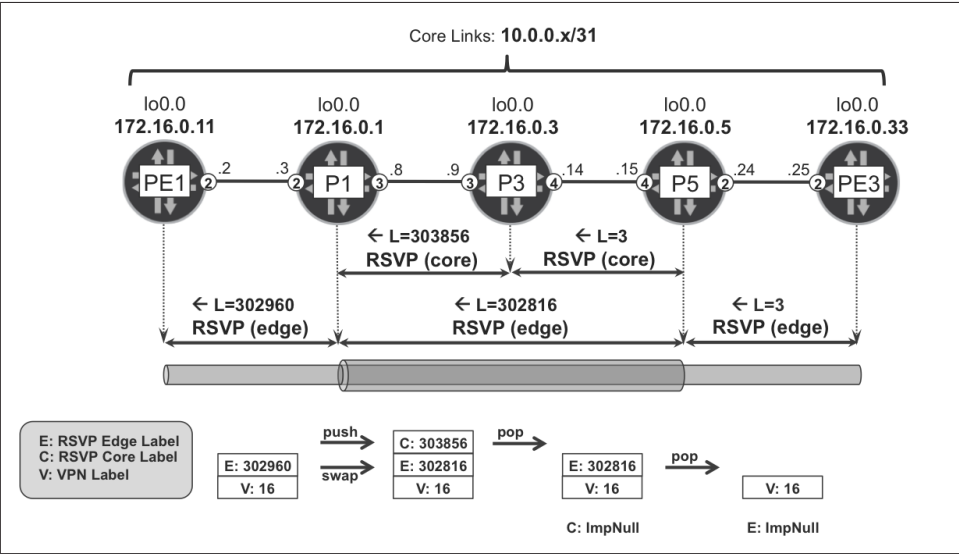 Core Links: 10.0.0.x/31
lo0.0 lo0.0 lo0.0 lo0.0 lo0.0
172.16.0.11 172.16.0.1 172.16.0.3 172.16.0.5 172.16.0.33
PE1 2 .2 .3 2 P1 3 .8 .9 3 P3 4 .14 .15 4 P5 2 .24 .25 2 PE3
← L=303856 ← L=3
RSVP (core) RSVP (core)
← L=302960 ← L=302816 ← L=3
RSVP (edge) RSVP (edge) RSVP (edge)
E: RSVP Edge Label
C: RSVP Core Label
V: VPN Label
push C: 303856 pop
E: 302960 swap E: 302816 E: 302816 pop
V: 16 V: 16 V: 16 V: 16
C: ImpNull E: ImpNull